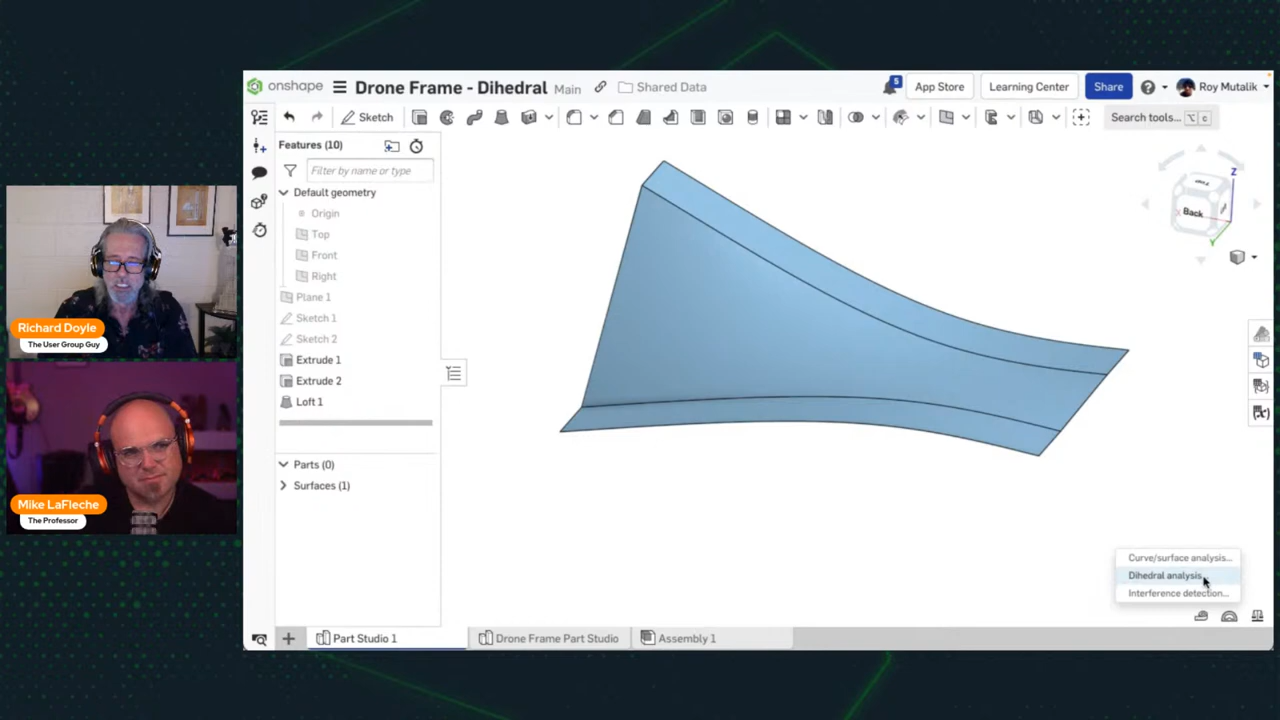 onshape
Drone Frame - Dihedral Main
Shared Data
5
App Store
Learning Center
Share
Roy Mutalik
Sketch
Search tools...
⌥ c
Features (10)
Filter by name or type
Default geometry
Origin
Top
Front
Right
Plane 1
Sketch 1
Sketch 2
Extrude 1
Extrude 2
Loft 1
Parts (0)
Surfaces (1)
Z
Back
X
Y
Richard Doyle
The User Group Guy
Mike LaFleche
The Professor
Curve/surface analysis...
Dihedral analysis
Interference detection...
Part Studio 1
Drone Frame Part Studio
Assembly 1